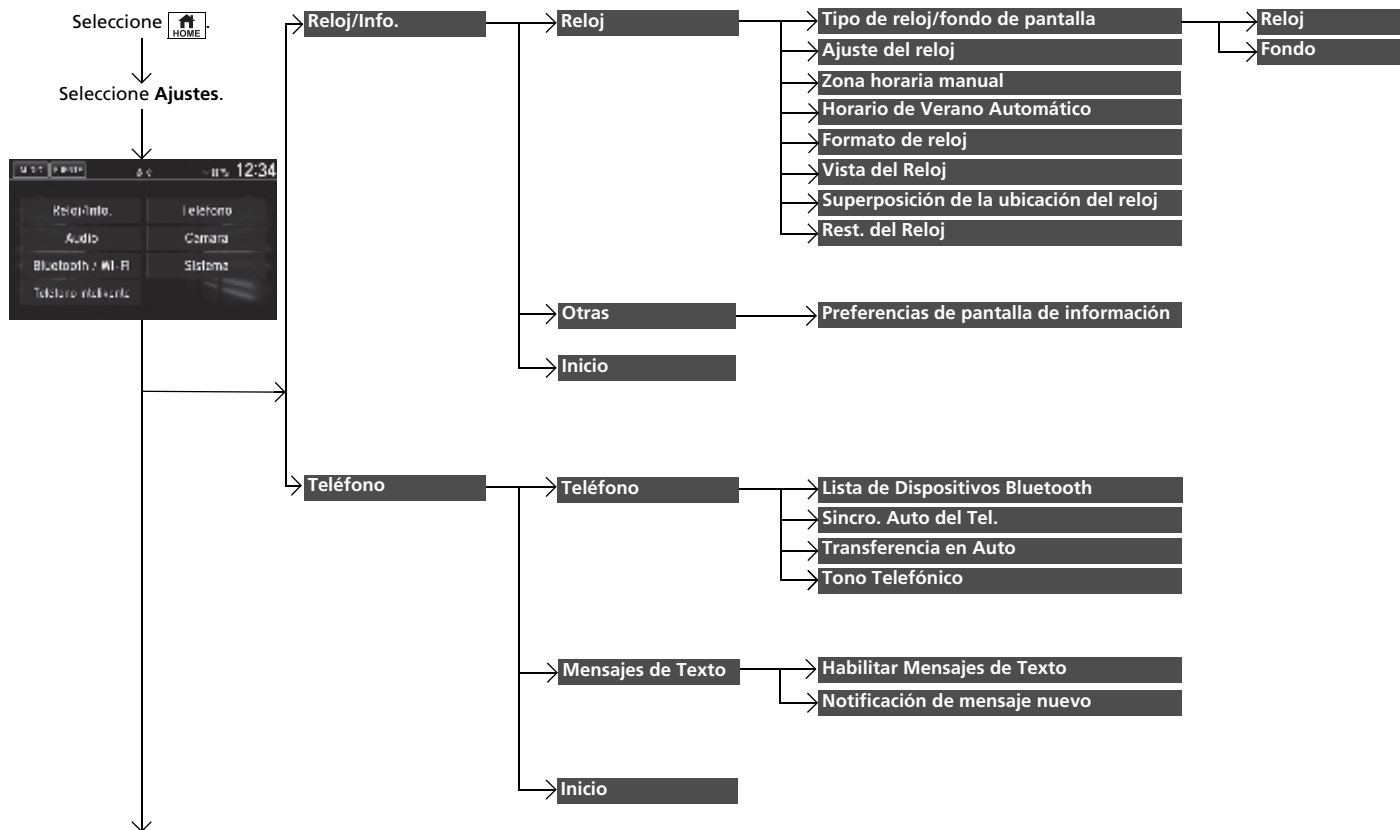 Seleccione HOME.
Seleccione Ajustes.
12:34
Reloj/Info.
Teléfono
Audio
Cámara
Bluetooth / Wi-Fi
Sistema
Reloj/Info.
Reloj
Tipo de reloj/fondo de pantalla
Reloj
Fondo
Ajuste del reloj
Zona horaria manual
Horario de Verano Automático
Formato de reloj
Vista del Reloj
Superposición de la ubicación del reloj
Rest. del Reloj
Otras
Preferencias de pantalla de información
Inicio
Teléfono
Teléfono
Lista de Dispositivos Bluetooth
Sincro. Auto del Tel.
Transferencia en Auto
Tono Telefónico
Mensajes de Texto
Habilitar Mensajes de Texto
Notificación de mensaje nuevo
Inicio